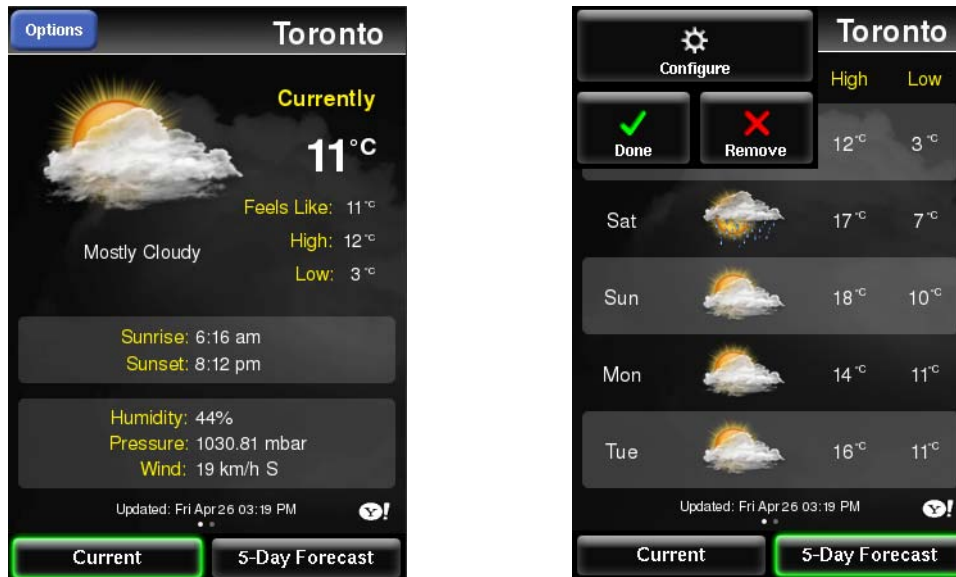 Options Toronto
Currently
11°C
Feels Like: 11°C
High: 12°C
Low: 3°C
Mostly Cloudy
Sunrise: 6:16 am
Sunset: 8:12 pm
Humidity: 44%
Pressure: 1030.81 mbar
Wind: 19 km/h S
Updated: Fri Apr 26 03:19 PM Y!
Current 5-Day Forecast
Configure
Done Remove
Toronto
High Low
12°C 3°C
Sat 17°C 7°C
Sun 18°C 10°C
Mon 14°C 11°C
Tue 16°C 11°C
Updated: Fri Apr 26 03:19 PM Y!
Current 5-Day Forecast